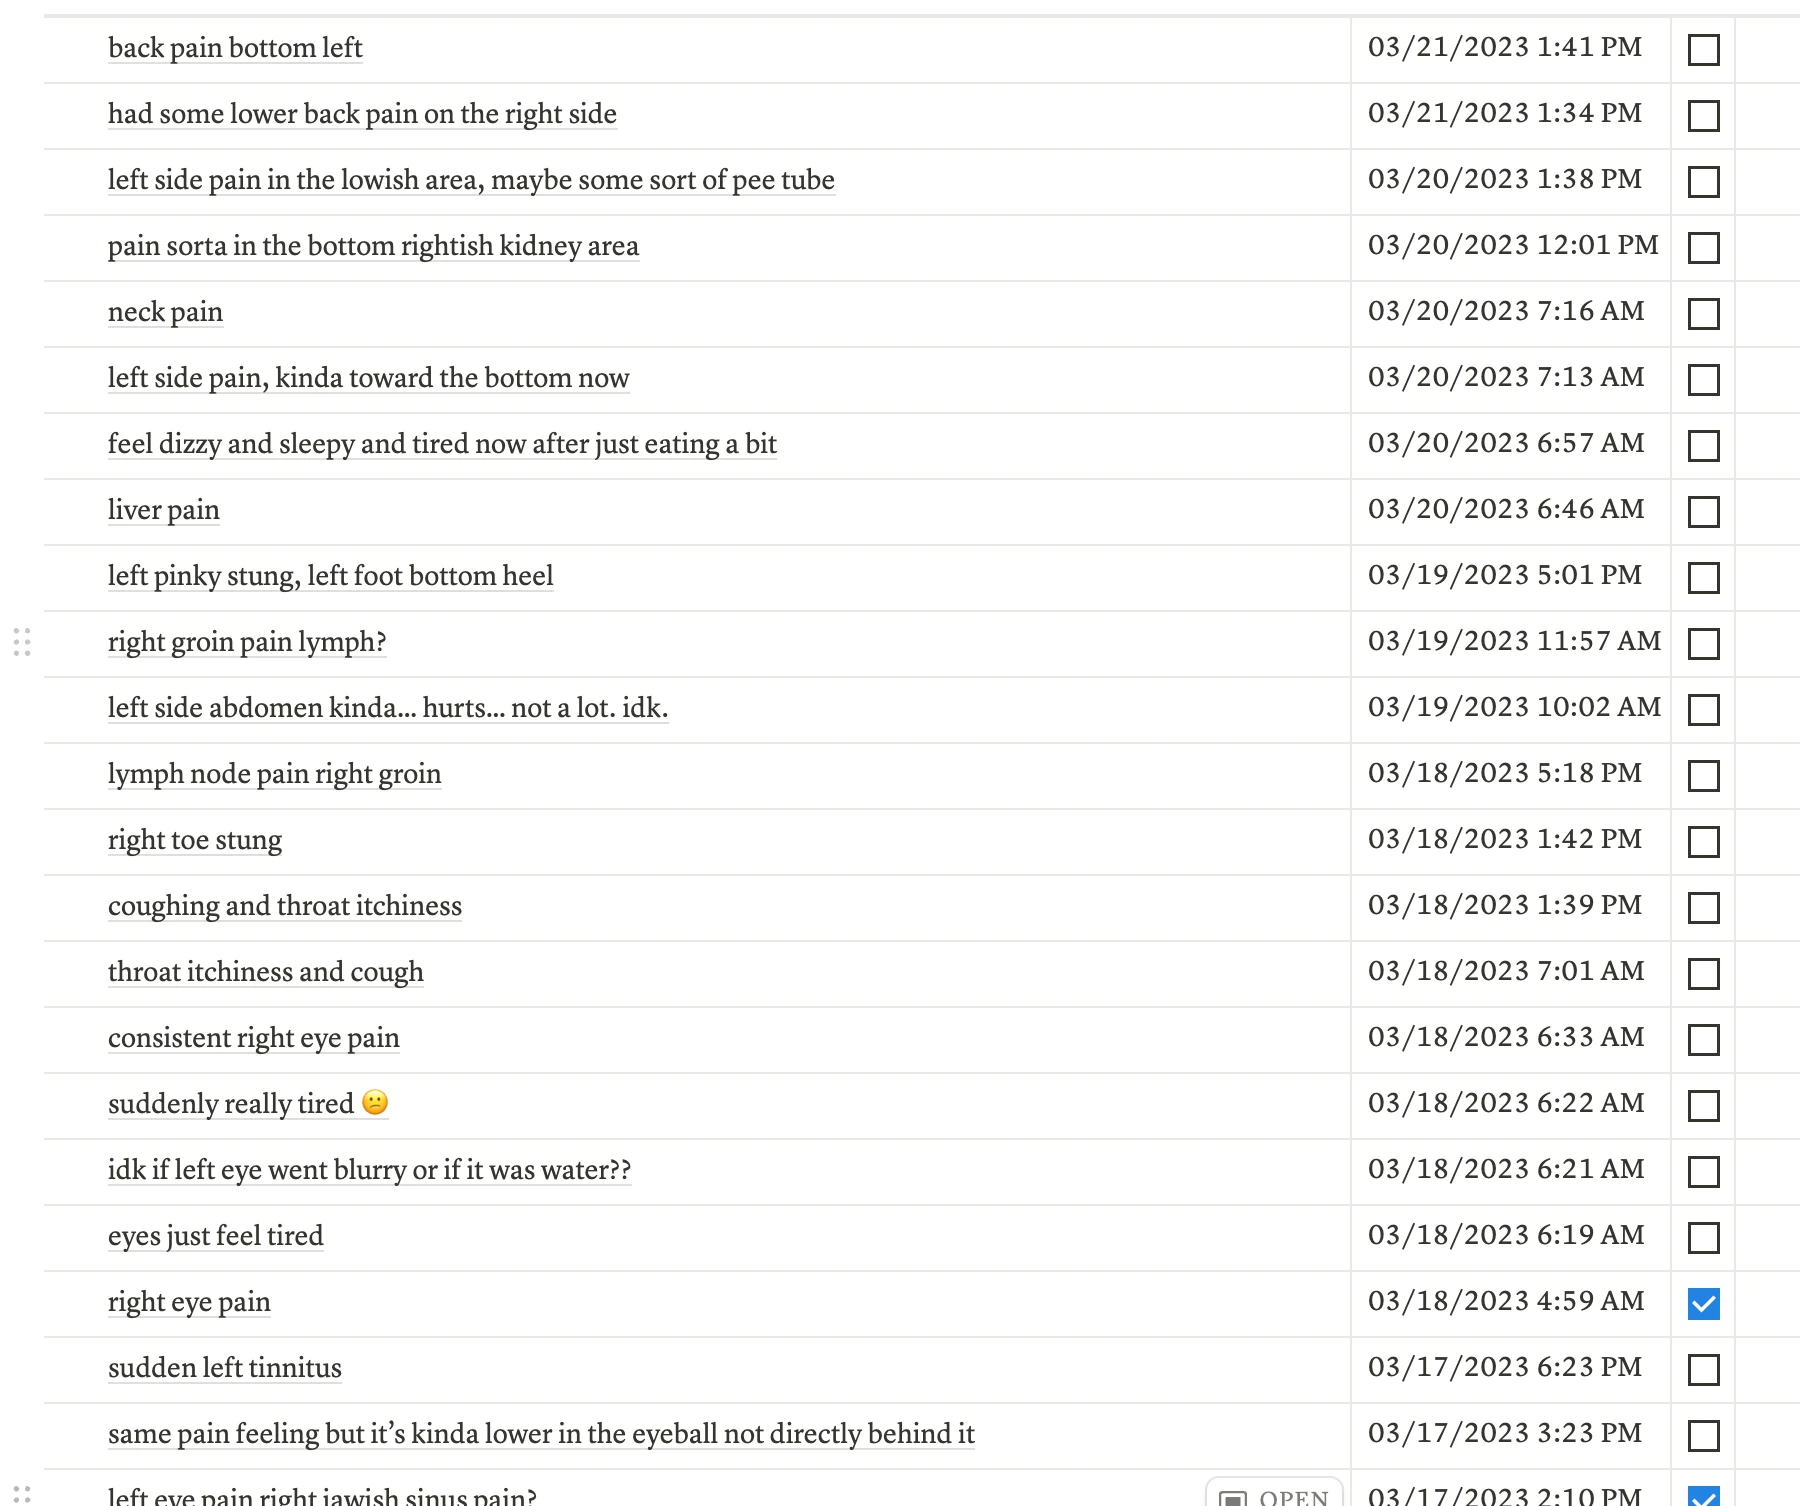 back pain bottom left 03/21/2023 1:41 PM
had some lower back pain on the right side 03/21/2023 1:34 PM
left side pain in the lowish area, maybe some sort of pee tube 03/20/2023 1:38 PM
pain sorta in the bottom rightish kidney area 03/20/2023 12:01 PM
neck pain 03/20/2023 7:16 AM
left side pain, kinda toward the bottom now 03/20/2023 7:13 AM
feel dizzy and sleepy and tired now after just eating a bit 03/20/2023 6:57 AM
liver pain 03/20/2023 6:46 AM
left pinky stung, left foot bottom heel 03/19/2023 5:01 PM
right groin pain lymph? 03/19/2023 11:57 AM
left side abdomen kinda... hurts... not a lot. idk. 03/19/2023 10:02 AM
lymph node pain right groin 03/18/2023 5:18 PM
right toe stung 03/18/2023 1:42 PM
coughing and throat itchiness 03/18/2023 1:39 PM
throat itchiness and cough 03/18/2023 7:01 AM
consistent right eye pain 03/18/2023 6:33 AM
suddenly really tired 😕 03/18/2023 6:22 AM
idk if left eye went blurry or if it was water?? 03/18/2023 6:21 AM
eyes just feel tired 03/18/2023 6:19 AM
right eye pain 03/18/2023 4:59 AM
sudden left tinnitus 03/17/2023 6:23 PM
same pain feeling but it’s kinda lower in the eyeball not directly behind it 03/17/2023 3:23 PM
left eye pain right jawish sinus pain? OPEN 03/17/2023 2:10 PM